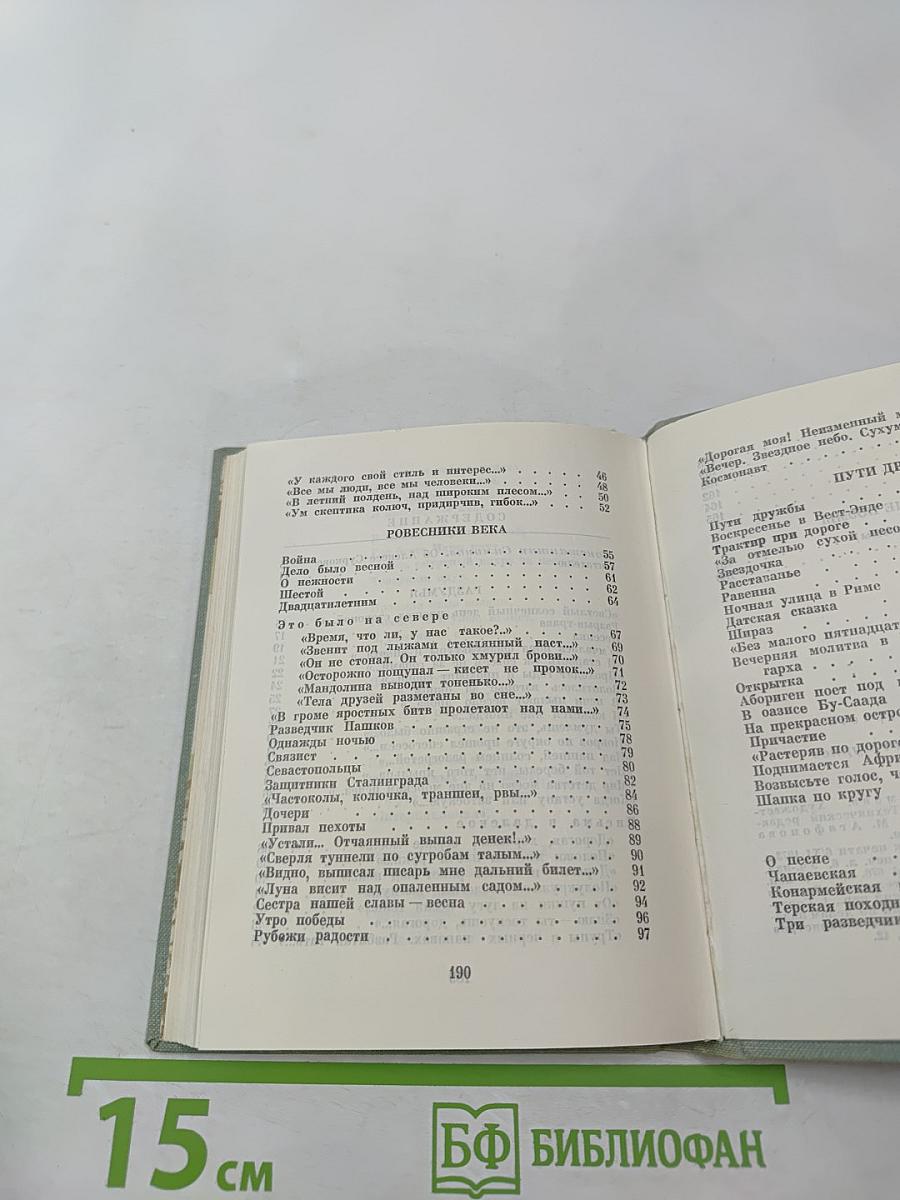 «У каждого свой стиль и интерес...» . . . . . 46
«Все мы люди, все мы человеки...» . . . . . 48
«В летний полдень, над широким плесом...» . . 50
«Ум скептика колюч, придирчив, гибок...» . . 52
РОВЕСНИКИ ВЕКА
Война . . . . . . . . . . . . . . . 55
Дело было весной . . . . . . . . . . . 57
О нежности . . . . . . . . . . . . . 61
Шестой . . . . . . . . . . . . . . . 62
Двадцатилетним . . . . . . . . . . . . 64
Это было на севере
«Время, что ли, у нас такое?..» . . . . . 67
«Звенит под лыжами стеклянный наст...» . . 69
«Он не стонал. Он только хмурил брови...» . 70
«Осторожно пощупал — кисет не промок...» 71
«Мандолина выводит тоненько...» . . . . . 72
«Тела друзей разметаны во сне...» . . . . 73
«В громе яростных битв пролетают над нами...» 74
Разведчик Пашков . . . . . . . . . . . 75
Однажды ночью . . . . . . . . . . . . 78
Связист . . . . . . . . . . . . . . . 79
Севастопольцы . . . . . . . . . . . . 80
Защитники Сталинграда . . . . . . . . . 82
«Частоколы, колючка, траншеи, рвы...» . . . 84
Дочери . . . . . . . . . . . . . . . 86
Привал пехоты . . . . . . . . . . . . 88
«Устали... Отчаянный выпал денек!..» . . . . 89
«Сверля туннели по сугробам талым...» . . . 90
«Видно, выписал писарь мне дальний билет...» 91
«Луна висит над опаленным садом...» . . . . 92
Сестра нашей славы — весна . . . . . . . 94
Утро победы . . . . . . . . . . . . . 96
Рубежи радости . . . . . . . . . . . . 97
190
«Дорогая моя! Неизменный
«Вечер. Звездное небо.
Космонавт . . .
ПУТИ
Пути дружбы . . .
Воскресенье в Вест-Энде
Трактир при дороге . .
«За отмелью сухой
Звездочка . . .
Расставанье . . .
Равенна . . .
Ночная улица в Риме
Датская сказка . . .
Шираз . . .
«Без малого
Вечерняя молитва в
гарха . . .
Открытка . . .
Абориген поет под
В оазисе Бу-Саада
На прекрасном
Причастие . . .
«Растеряв по
Поднимается
Возвысьте голос,
Шапка по кругу
О песне . .
Чапаевская . .
Конармейская
Терская
Три
15 см
БФ БИБЛИОФАН